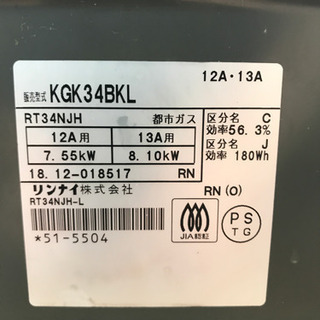 12A・13A
販売型式 KGK34BKL
RT34NJH 都市ガス
12A用 13A用
7.55kW 8.10kW
区分名 C
効率56.3%
区分名 J
効率 180Wh
18.12-018517 RN
リンナイ株式会社
RN (O)
RT34NJH-L
*51-5504
JIA認証
PS
TG